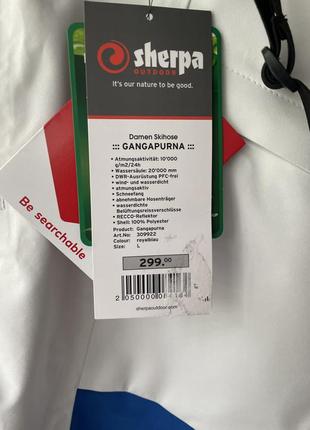 sherpa
OUTDOOR
It's our nature to be good.
Damen Skihose
::: GANGAPURNA :::
• Atmungsaktivität: 10'000
g/m2/24h
• Wassersäule: 20'000 mm
• DWR-Ausrüstung PFC-frei
• wind- und wasserdicht
• atmungsaktiv
• Schneefang
• abnehmbare Hosenträger
• wasserdichte
Belüftungsreissverschlüsse
• RECCO-Reflektor
• Shell: 100% Polyester
Product: Gangapurna
Art.No: 309922
Colour: royalblau
Size: L
299.00
sherpaoutdoor.com
Be searchable